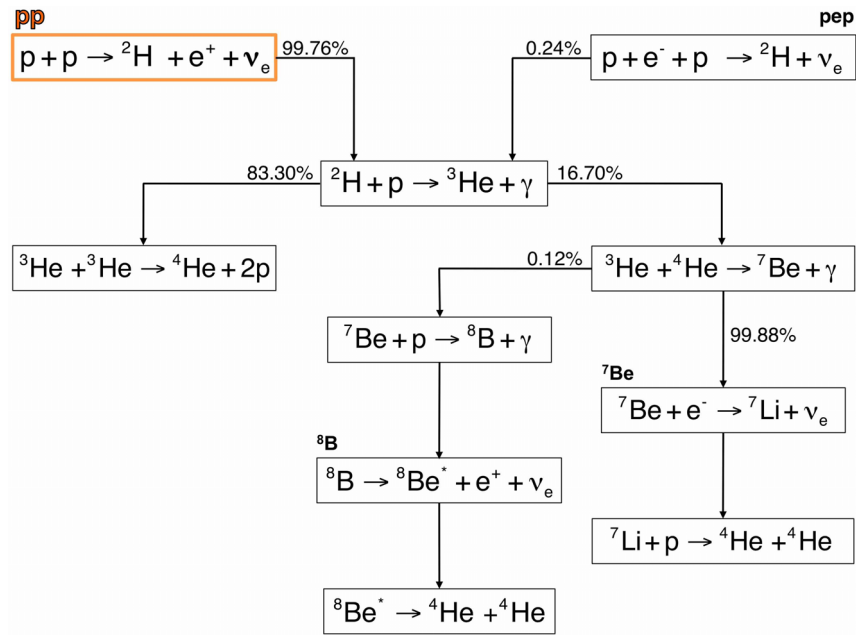 pp
pep
p + p → ²H + e⁺ + νₑ
99.76%
0.24%
p + e⁻ + p → ²H + νₑ
83.30%
²H + p → ³He + γ
16.70%
³He + ³He → ⁴He + 2p
0.12%
³He + ⁴He → ⁷Be + γ
⁷Be + p → ⁸B + γ
99.88%
⁷Be
⁷Be + e⁻ → ⁷Li + νₑ
⁸B
⁸B → ⁸Be* + e⁺ + νₑ
⁷Li + p → ⁴He + ⁴He
⁸Be* → ⁴He + ⁴He